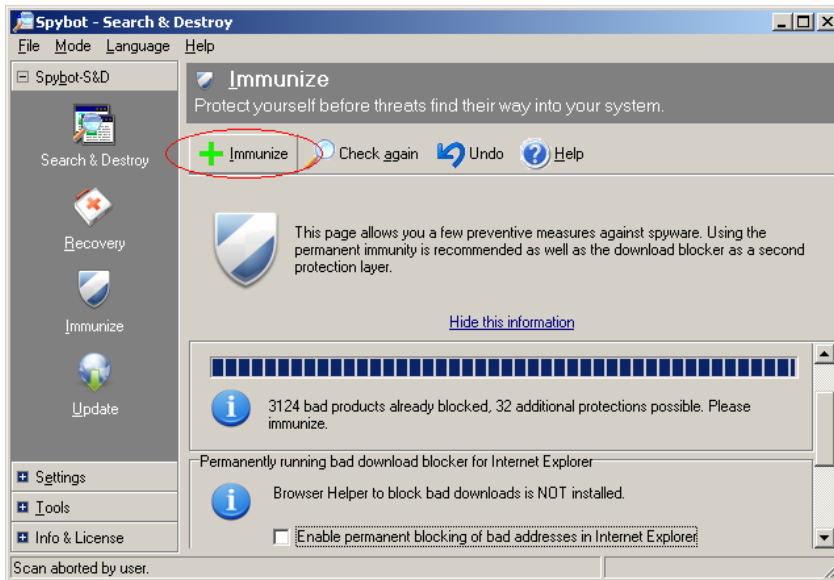 Spybot - Search & Destroy
File Mode Language Help
Spybot-S&D
Search & Destroy
Recovery
Immunize
Update
Settings
Tools
Info & License
Immunize
Protect yourself before threats find their way into your system.
Immunize Check again Undo Help
This page allows you a few preventive measures against spyware. Using the
permanent immunity is recommended as well as the download blocker as a second
protection layer.
Hide this information
3124 bad products already blocked, 32 additional protections possible. Please
immunize.
Permanently running bad download blocker for Internet Explorer
Browser Helper to block bad downloads is NOT installed.
Enable permanent blocking of bad addresses in Internet Explorer
Scan aborted by user.